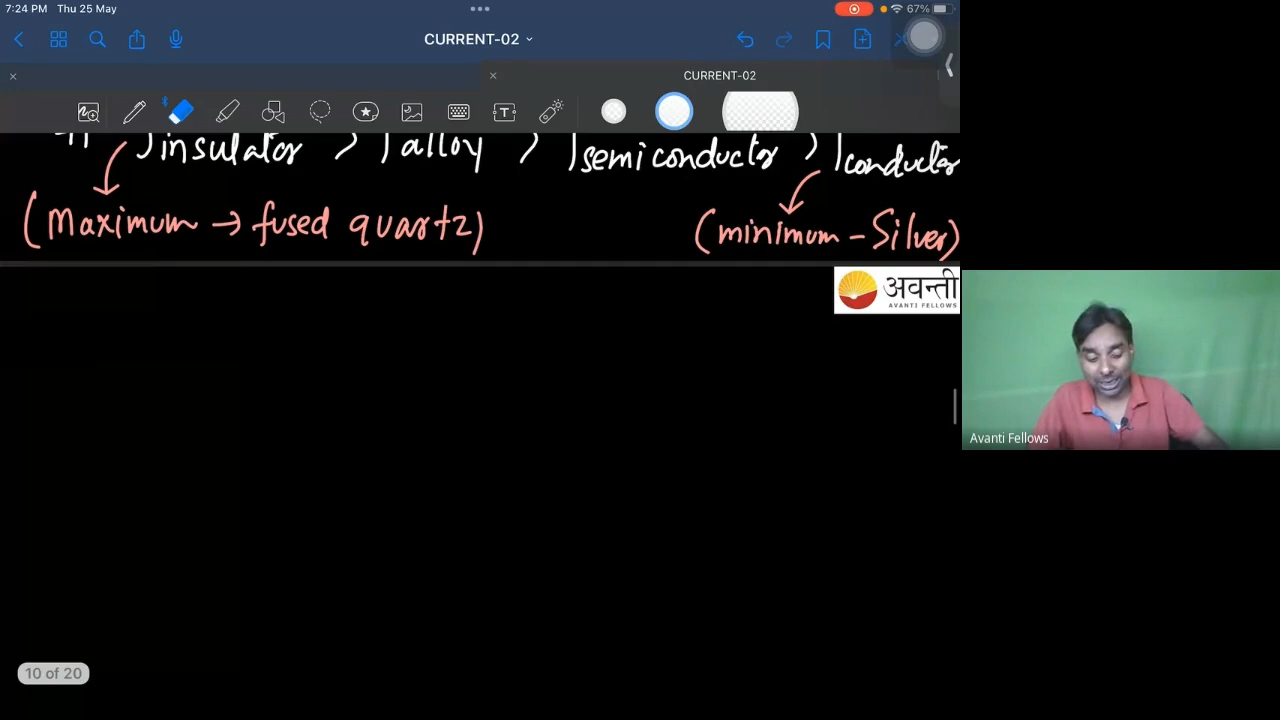 7:24 PM Thu 25 May
67%
CURRENT-02
CURRENT-02
insulator > ρ alloy > ρ semiconductor > ρ conductor
(Maximum → fused quartz)
(minimum - Silver)
अवन्ती
AVANTI FELLOWS
Avanti Fellows
10 of 20